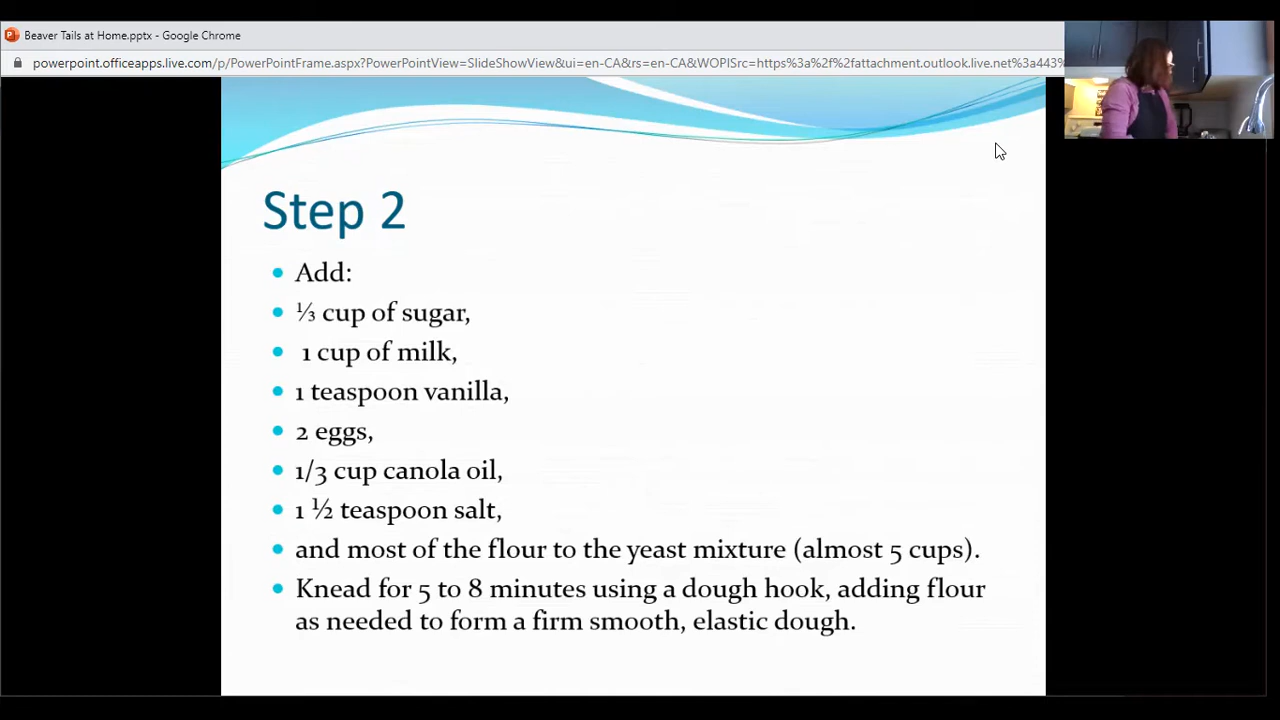 Beaver Tails at Home.pptx - Google Chrome
powerpoint.officeapps.live.com/p/PowerPointFrame.aspx?PowerPointView=SlideShowView&ui=en-CA&rs=en-CA&WOPISrc=https%3a%2f%2fattachment.outlook.live.net%3a443%
Step 2
Add:
⅓ cup of sugar,
1 cup of milk,
1 teaspoon vanilla,
2 eggs,
1/3 cup canola oil,
1 ½ teaspoon salt,
and most of the flour to the yeast mixture (almost 5 cups).
Knead for 5 to 8 minutes using a dough hook, adding flour
as needed to form a firm smooth, elastic dough.